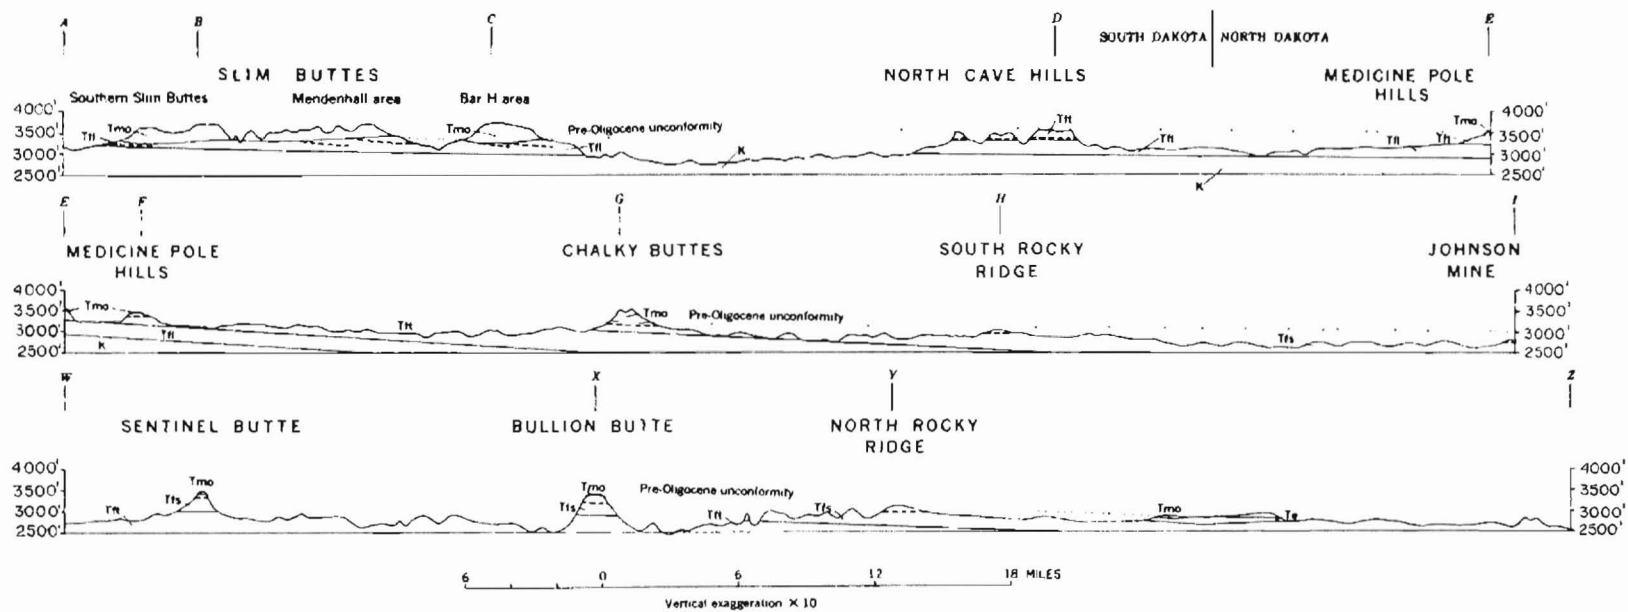 A B C D SOUTH DAKOTA NORTH DAKOTA E
SLIM BUTTES NORTH CAVE HILLS MEDICINE POLE
HILLS
Southern Slim Buttes Mendenhall area Bar H area
4000' 4000'
3500' Tfl Tmo Tmo Pre-Oligocene unconformity Tft Tmo 3500'
3000' Tfl Tft Tfl Tft 3000'
2500' K K 2500'
E F G H I
MEDICINE POLE CHALKY BUTTES SOUTH ROCKY JOHNSON
HILLS RIDGE MINE
4000' 4000'
3500' Tmo Tmo Pre-Oligocene unconformity 3500'
3000' Tft 3000'
2500' K Tfl Tfs 2500'
W X Y Z
SENTINEL BUTTE BULLION BUTTE NORTH ROCKY
RIDGE
4000' 4000'
3500' Tmo Tmo Pre-Oligocene unconformity 3500'
3000' Tft Tfs Tfs Tft Tfs Tmo 3000'
2500' 2500'
6 0 6 12 18 MILES
Vertical exaggeration × 10